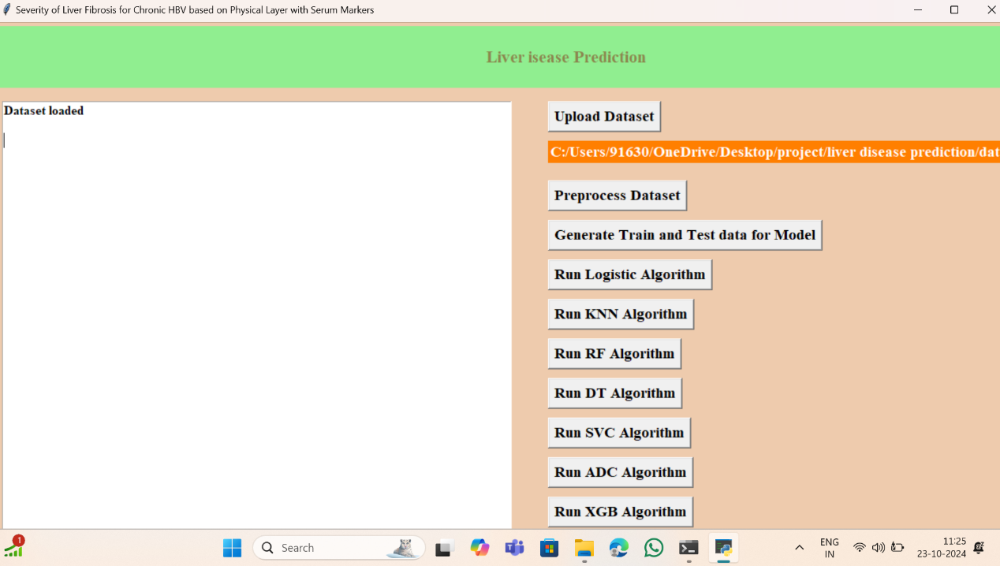 Severity of Liver Fibrosis for Chronic HBV based on Physical Layer with Serum Markers
Liver isease Prediction
Dataset loaded
Upload Dataset
C:/Users/91630/OneDrive/Desktop/project/liver disease prediction/dat
Preprocess Dataset
Generate Train and Test data for Model
Run Logistic Algorithm
Run KNN Algorithm
Run RF Algorithm
Run DT Algorithm
Run SVC Algorithm
Run ADC Algorithm
Run XGB Algorithm
1
Search
ENG
IN
11:25
23-10-2024